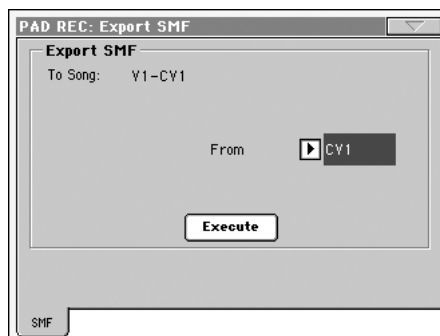 PAD REC: Export SMF
Export SMF
To Song: V1-CV1
From CV1
Execute
SMF